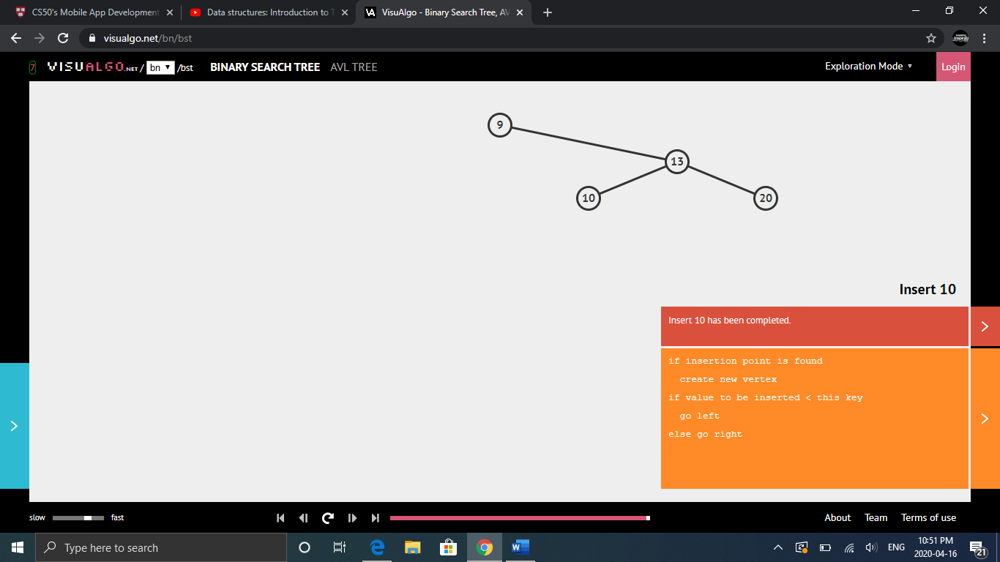 CS50's Mobile App Development
Data structures: Introduction to T
VisuAlgo - Binary Search Tree, AV
visualgo.net/bn/bst
7 VISUALGO.NET / bn /bst BINARY SEARCH TREE AVL TREE Exploration Mode Login
9
13
10 20
Insert 10
Insert 10 has been completed.
if insertion point is found
create new vertex
if value to be inserted < this key
go left
else go right
slow fast About Team Terms of use
Type here to search
ENG
10:51 PM
2020-04-16
21